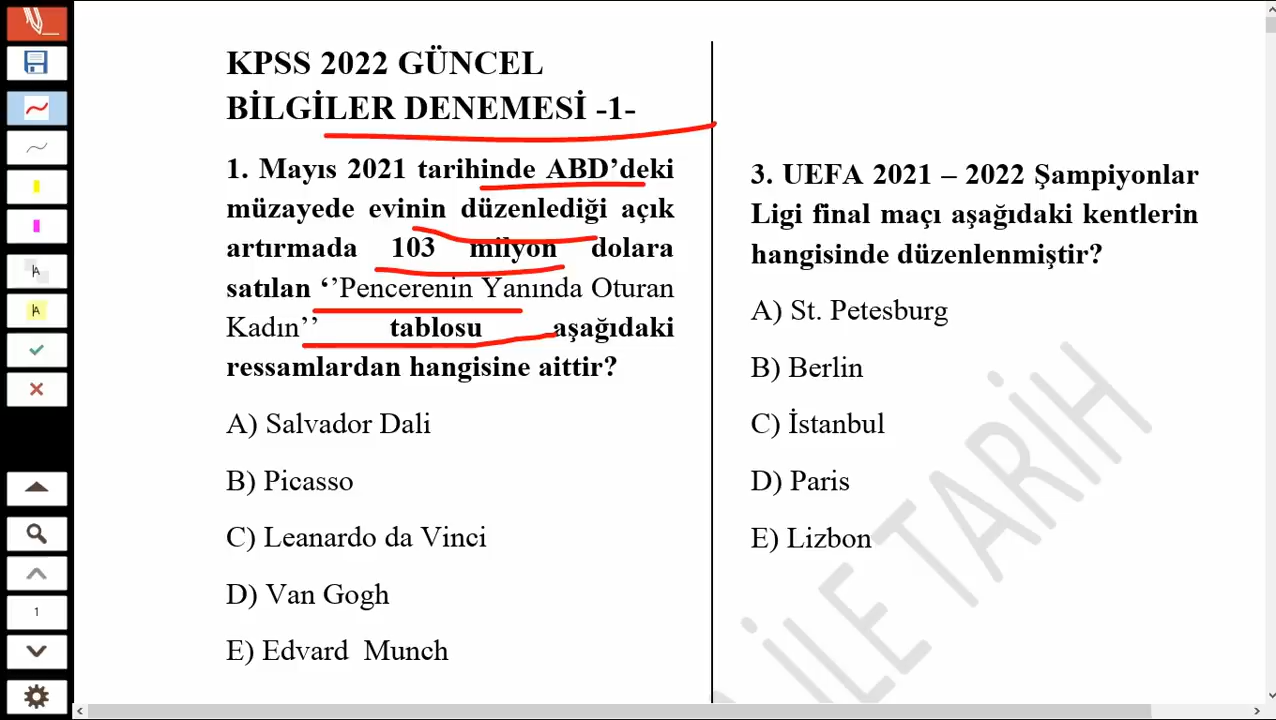 KPSS 2022 GÜNCEL
BİLGİLER DENEMESİ -1-
1. Mayıs 2021 tarihinde ABD’deki
müzayede evinin düzenlediği açık
artırmada 103 milyon dolara
satılan ‘’Pencerenin Yanında Oturan
Kadın’’ tablosu aşağıdaki
ressamlardan hangisine aittir?
A) Salvador Dali
B) Picasso
C) Leanardo da Vinci
D) Van Gogh
E) Edvard Munch
3. UEFA 2021 – 2022 Şampiyonlar
Ligi final maçı aşağıdaki kentlerin
hangisinde düzenlenmiştir?
A) St. Petesburg
B) Berlin
C) İstanbul
D) Paris
E) Lizbon
İLE TARİH
A
A
1